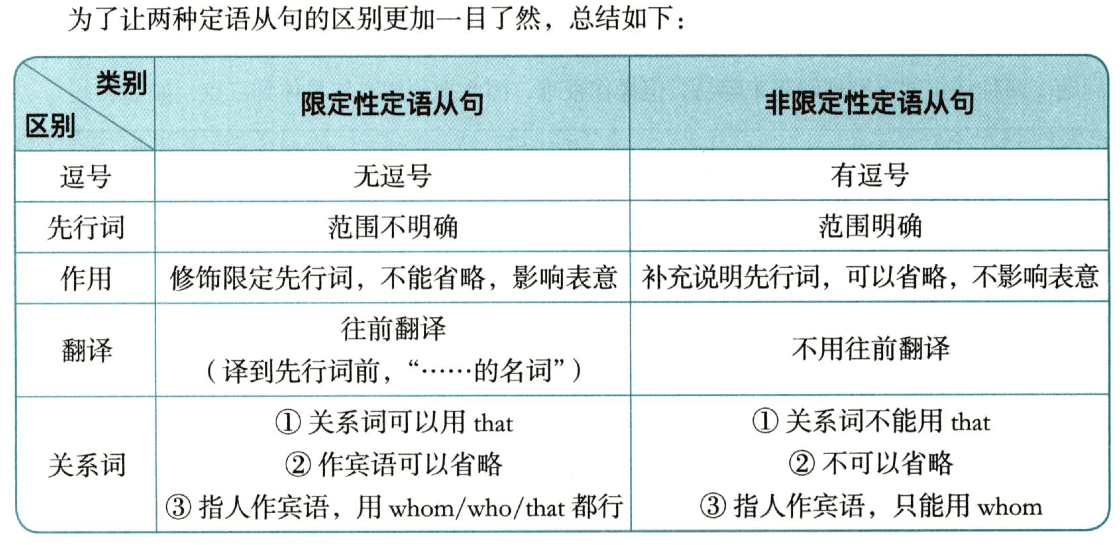 为了让两种定语从句的区别更加一目了然，总结如下：
类别
区别
限定性定语从句
非限定性定语从句
逗号
无逗号
有逗号
先行词
范围不明确
范围明确
作用
修饰限定先行词，不能省略，影响表意
补充说明先行词，可以省略，不影响表意
翻译
往前翻译
（译到先行词前，“……的名词”）
不用往前翻译
关系词
① 关系词可以用 that
② 作宾语可以省略
③ 指人作宾语，用 whom/who/that 都行
① 关系词不能用 that
② 不可以省略
③ 指人作宾语，只能用 whom